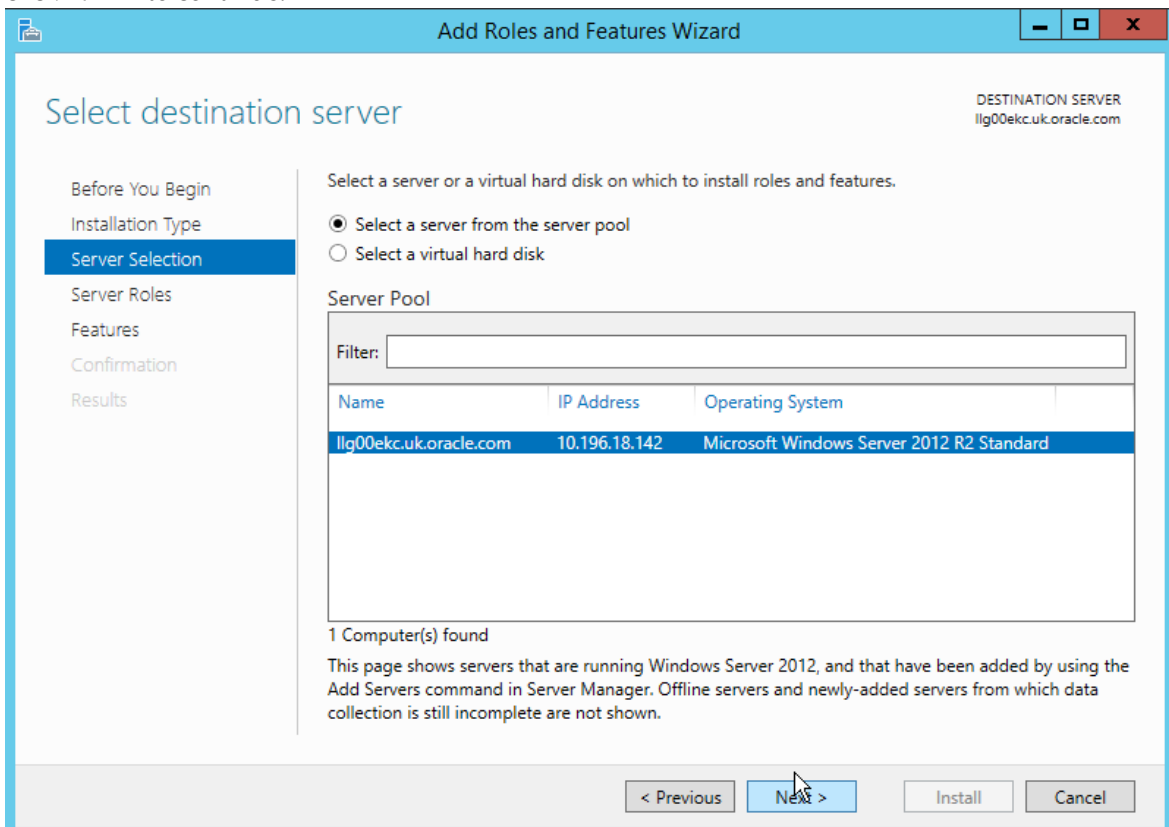 Add Roles and Features Wizard
Select destination server
DESTINATION SERVER
llg00ekc.uk.oracle.com
Before You Begin
Installation Type
Server Selection
Server Roles
Features
Confirmation
Results
Select a server or a virtual hard disk on which to install roles and features.
Select a server from the server pool
Select a virtual hard disk
Server Pool
Filter:
Name IP Address Operating System
llg00ekc.uk.oracle.com 10.196.18.142 Microsoft Windows Server 2012 R2 Standard
1 Computer(s) found
This page shows servers that are running Windows Server 2012, and that have been added by using the
Add Servers command in Server Manager. Offline servers and newly-added servers from which data
collection is still incomplete are not shown.
< Previous Next > Install Cancel